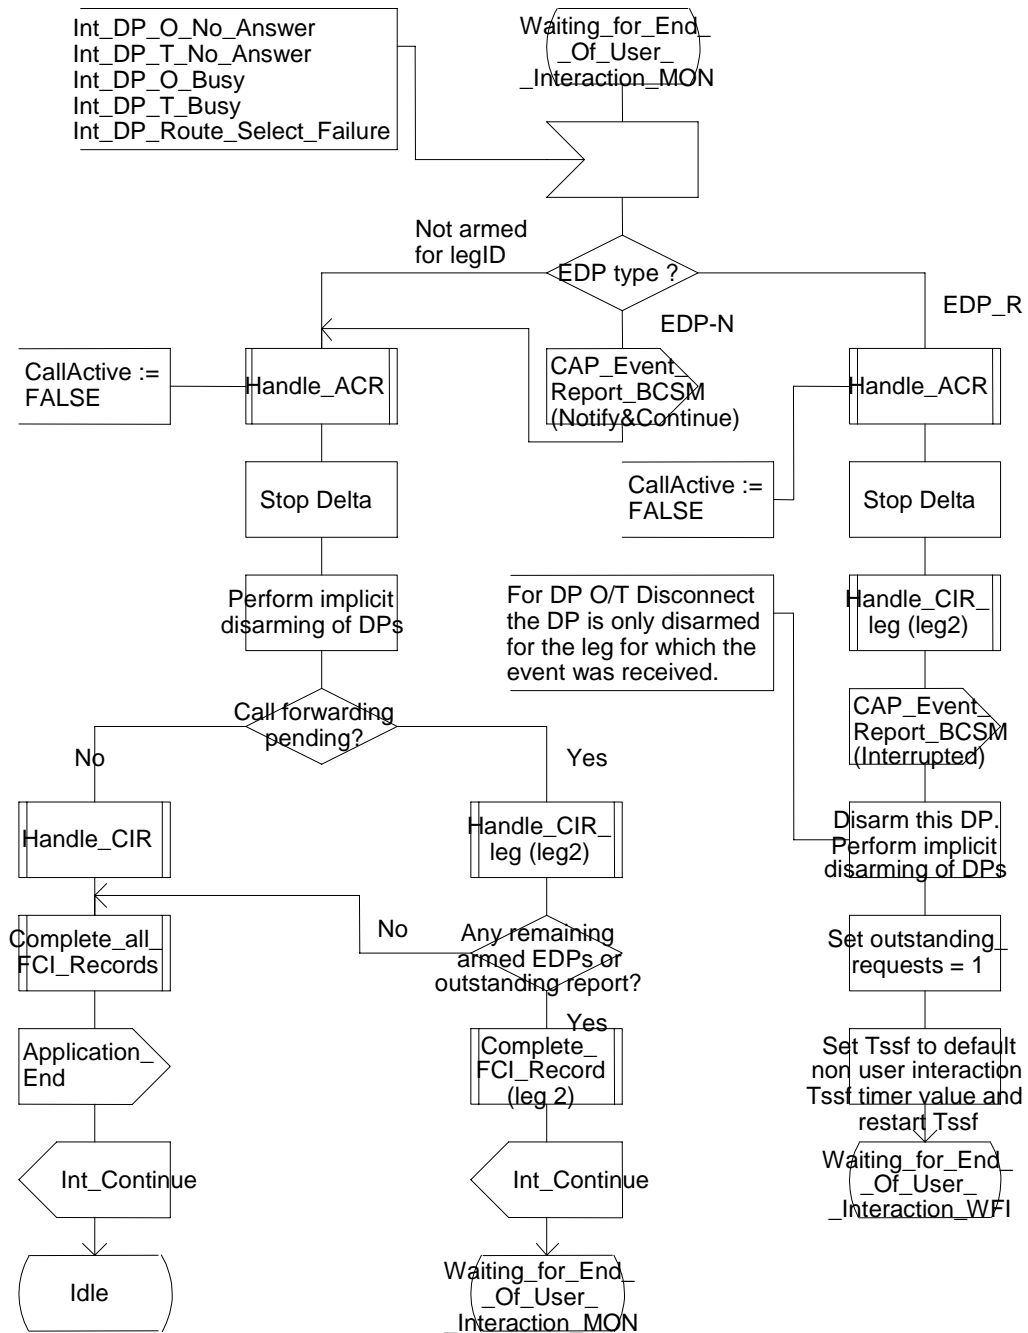 Int_DP_O_No_Answer
Int_DP_T_No_Answer
Int_DP_O_Busy
Int_DP_T_Busy
Int_DP_Route_Select_Failure
Waiting_for_End_
_Of_User_
_Interaction_MON
Not armed
for legID
EDP type ?
EDP-N
EDP_R
CallActive :=
FALSE
Handle_ACR
CAP_Event_
Report_BCSM
(Notify&Continue)
Handle_ACR
Stop Delta
CallActive :=
FALSE
Stop Delta
Perform implicit
disarming of DPs
For DP O/T Disconnect
the DP is only disarmed
for the leg for which the
event was received.
Handle_CIR_
leg (leg2)
Call forwarding
pending?
No
Yes
CAP_Event_
Report_BCSM
(Interrupted)
Handle_CIR
Handle_CIR_
leg (leg2)
Disarm this DP.
Perform implicit
disarming of DPs
Complete_all_
FCI_Records
No
Any remaining
armed EDPs or
outstanding report?
Yes
Set outstanding_
requests = 1
Application_
End
Complete_
FCI_Record
(leg 2)
Set Tssf to default
non user interaction
Tssf timer value and
restart Tssf
Int_Continue
Int_Continue
Waiting_for_End_
_Of_User_
_Interaction_WFI
Idle
Waiting_for_End_
_Of_User_
_Interaction_MON